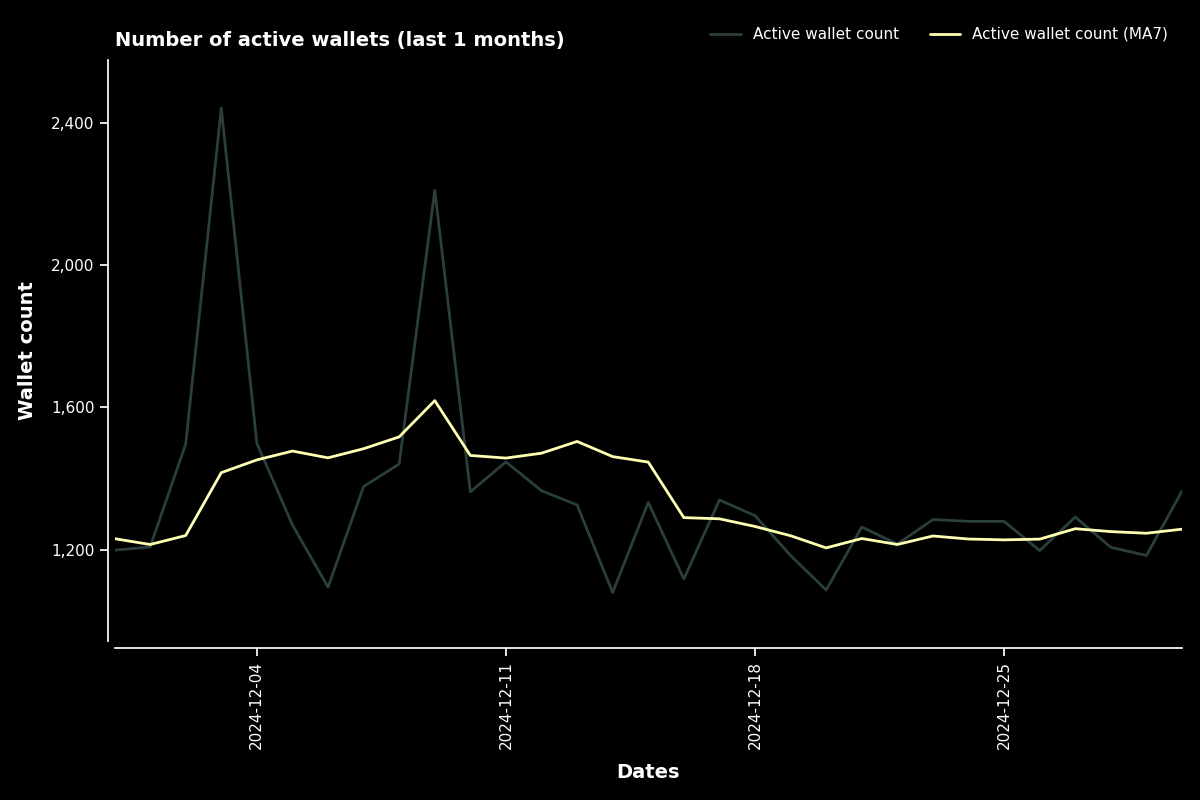 Number of active wallets (last 1 months)
Active wallet count
Active wallet count (MA7)
2,400
2,000
1,600
1,200
Wallet count
2024-12-04
2024-12-11
2024-12-18
2024-12-25
Dates